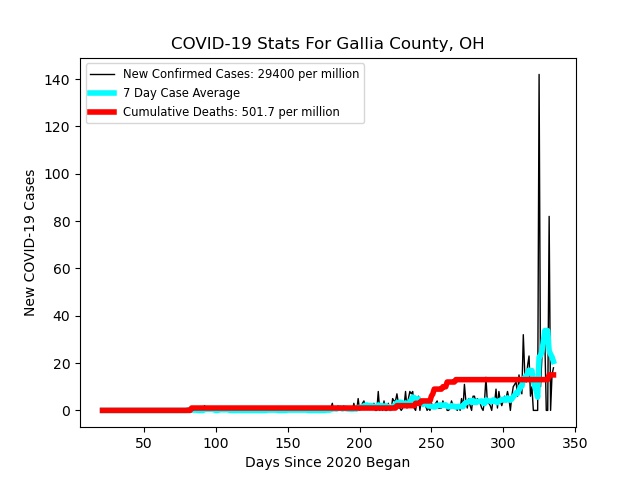 COVID-19 Stats For Gallia County, OH
New Confirmed Cases: 29400 per million
7 Day Case Average
Cumulative Deaths: 501.7 per million
New COVID-19 Cases
140
120
100
80
60
40
20
0
50
100
150
200
250
300
350
Days Since 2020 Began